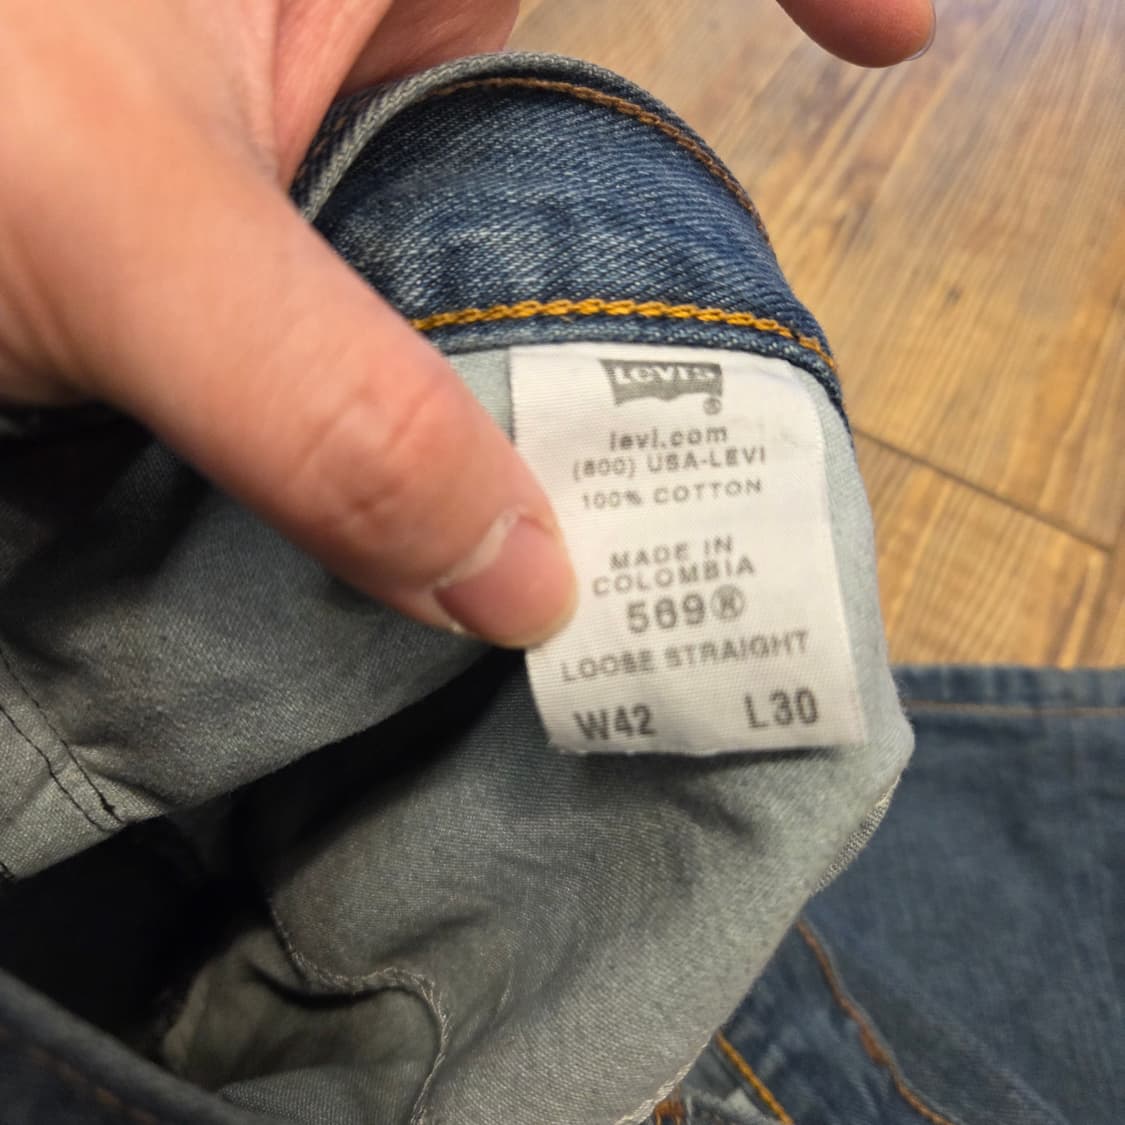 Levi's
®
levi.com
(800) USA-LEVI
100% COTTON
MADE IN
COLOMBIA
569®
LOOSE STRAIGHT
W42 L30